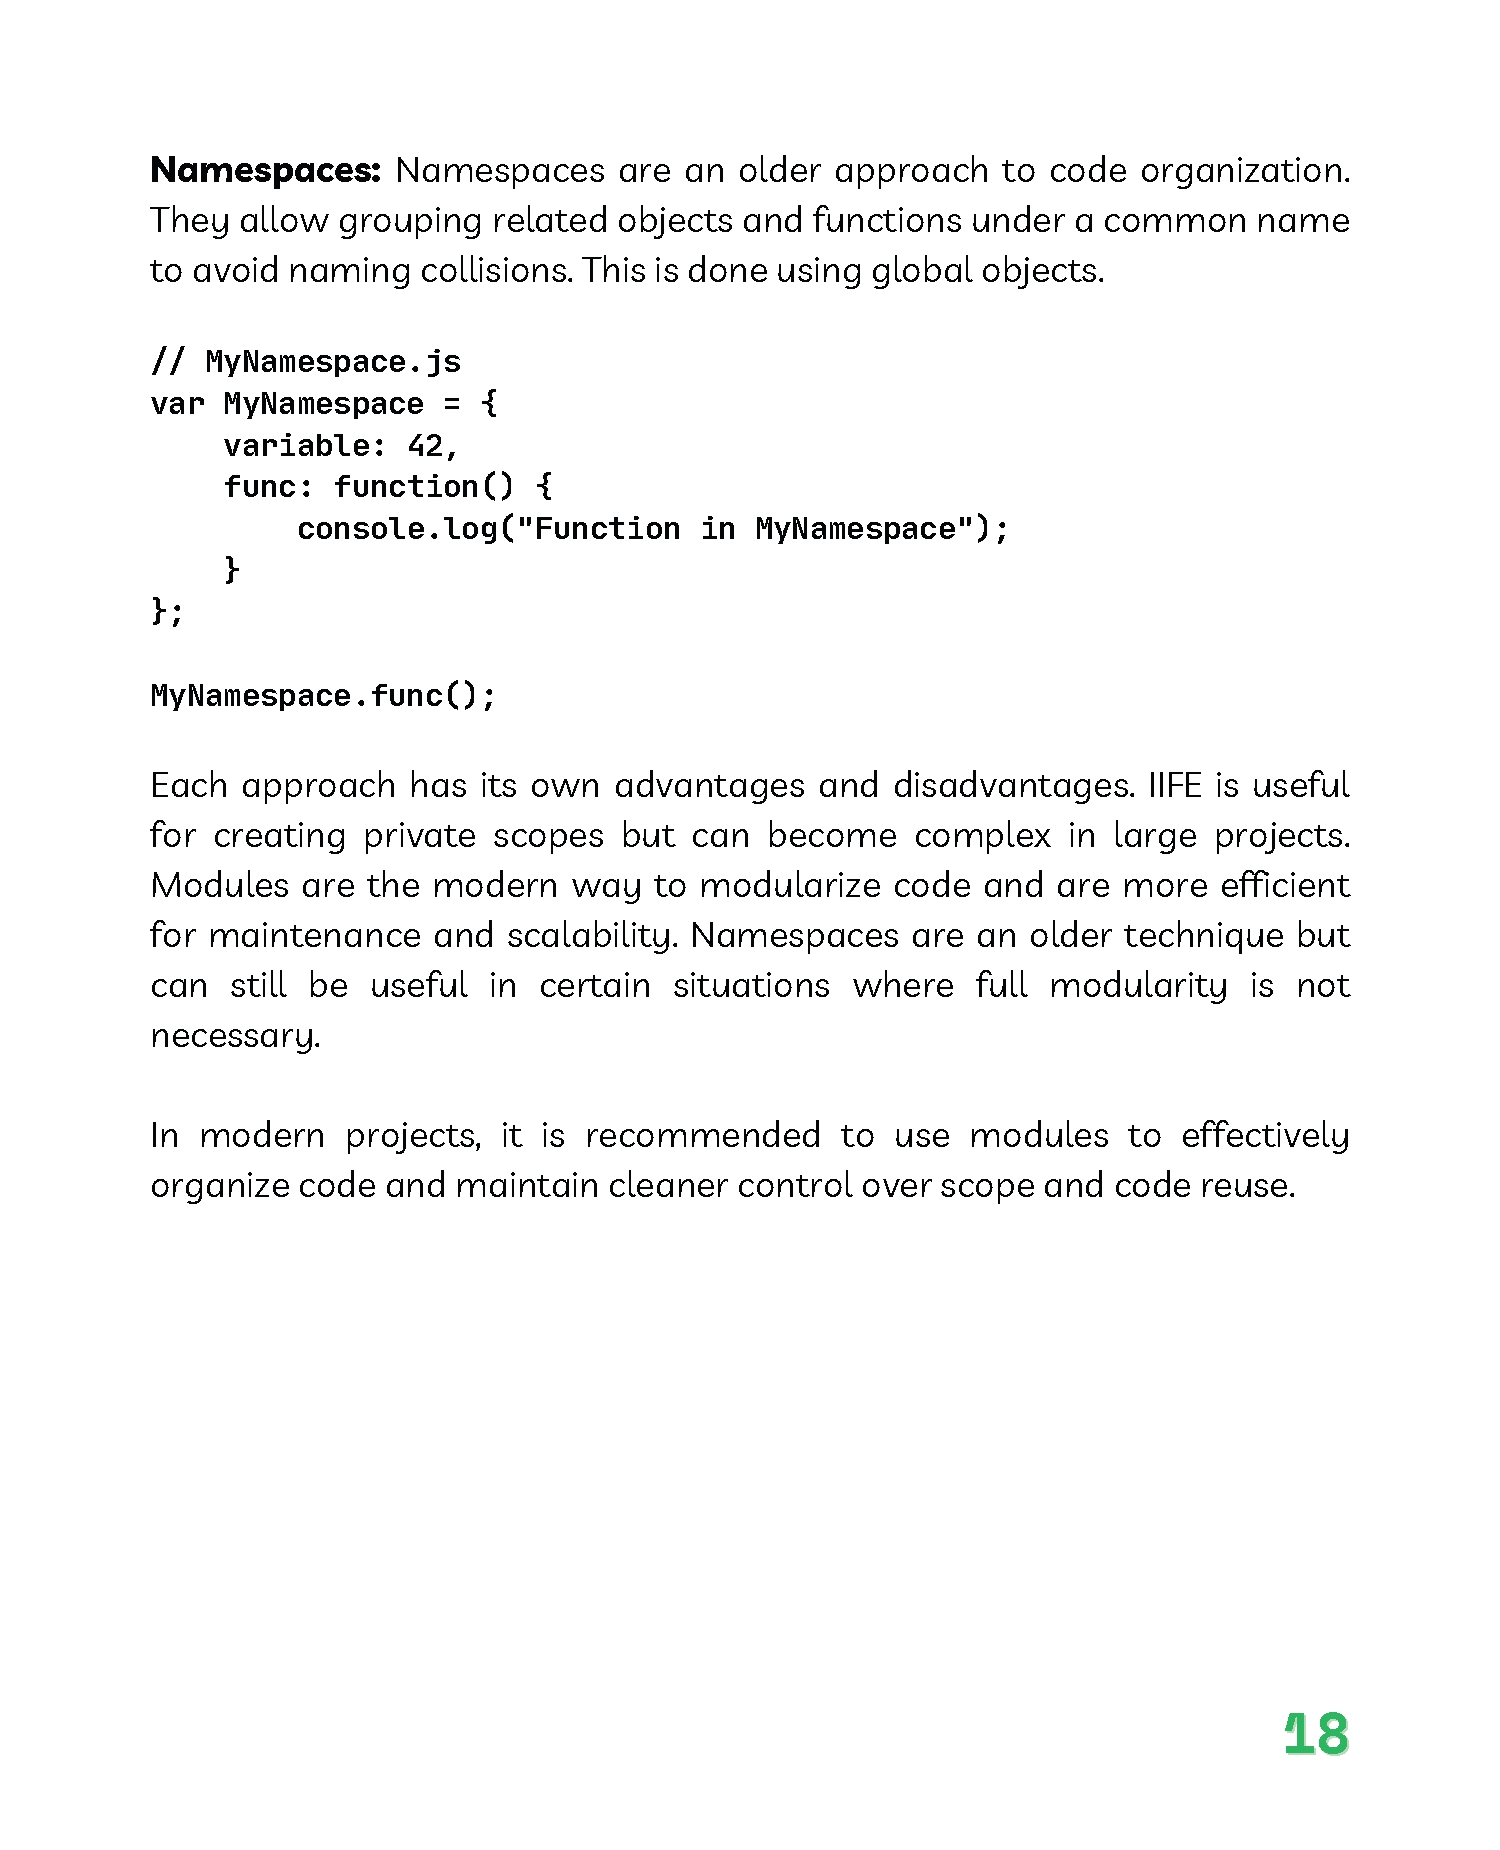 Namespaces: Namespaces are an older approach to code organization.
They allow grouping related objects and functions under a common name
to avoid naming collisions. This is done using global objects.
// MyNamespace.js
var MyNamespace = {
    variable: 42,
    func: function() {
        console.log("Function in MyNamespace");
    }
};
MyNamespace.func();
Each approach has its own advantages and disadvantages. IIFE is useful
for creating private scopes but can become complex in large projects.
Modules are the modern way to modularize code and are more efficient
for maintenance and scalability. Namespaces are an older technique but
can still be useful in certain situations where full modularity is not
necessary.
In modern projects, it is recommended to use modules to effectively
organize code and maintain cleaner control over scope and code reuse.
18